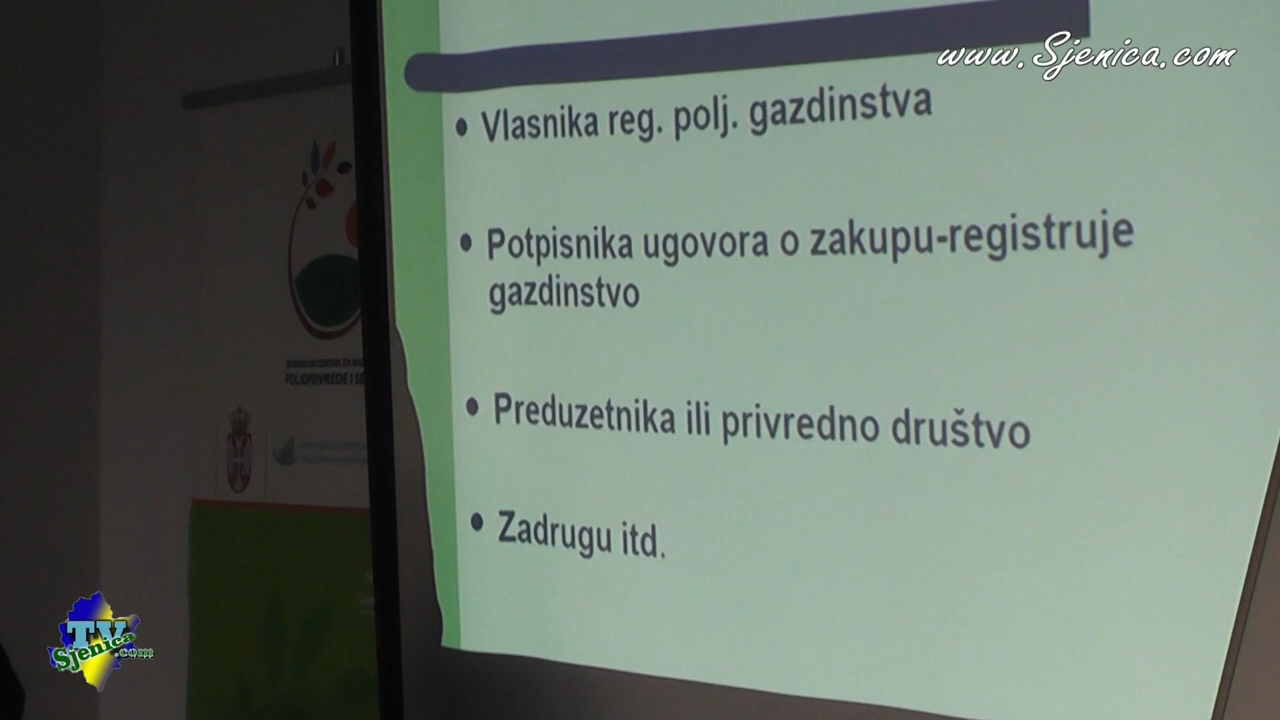 www.Sjenica.com
• Vlasnika reg. polj. gazdinstva
• Potpisnika ugovora o zakupu-registruje
gazdinstvo
• Preduzetnika ili privredno društvo
• Zadrugu itd.
POLJOPRIVREDE I SE
TV
Sjenica.com